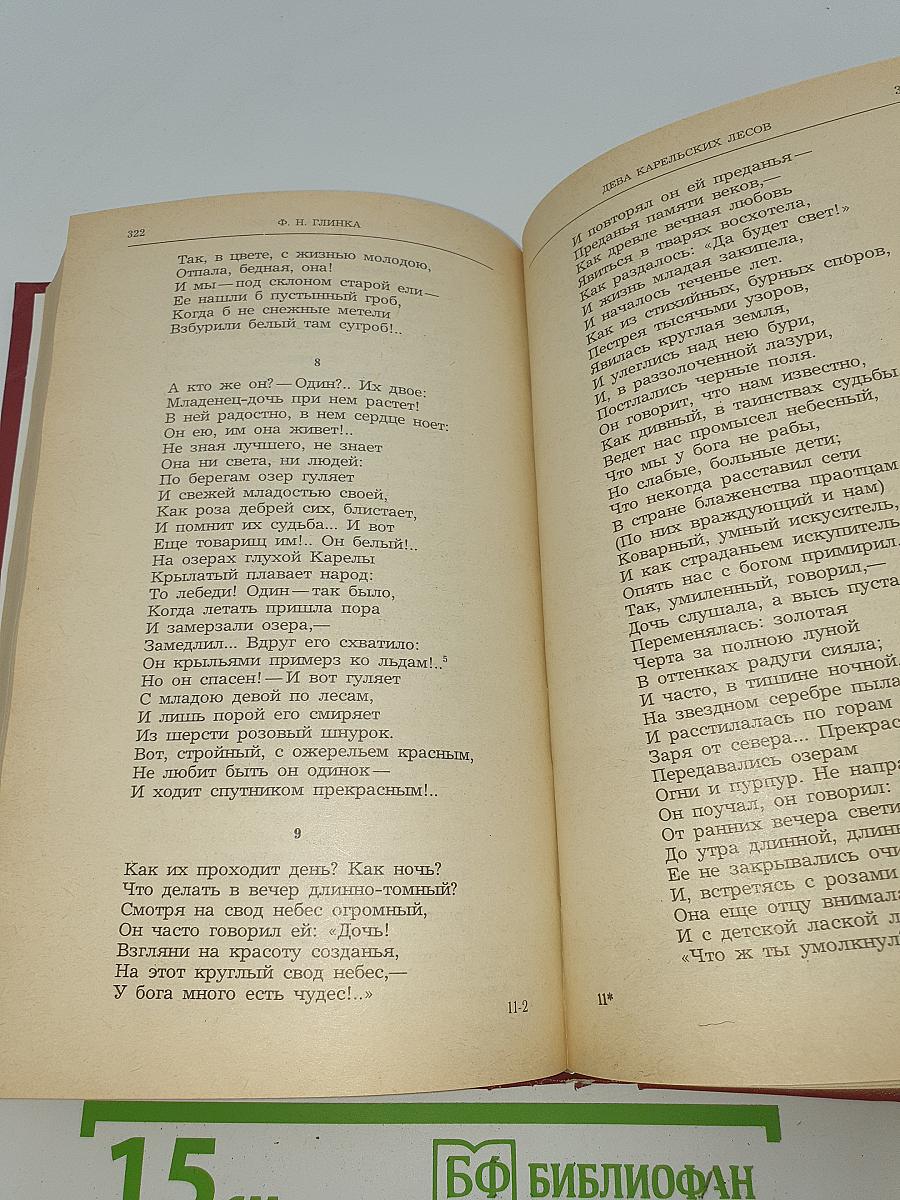 322
Ф. Н. ГЛИНКА
Так, в цвете, с жизнью молодою,
Отпала, бедная, она!
И мы — под склоном старой ели —
Ее нашли б пустынный гроб,
Когда б не снежные метели
Взбурили белый там сугроб!..
8
А кто же он? — Один?.. Их двое:
Младенец-дочь при нем растет!
В ней радостно, в нем сердце ноет:
Он ею, им она живет!..
Не зная лучшего, не знает
Она ни света, ни людей:
По берегам озер гуляет
И свежей младостью своей,
Как роза дебрей сих, блистает,
И помнит их судьба... И вот
Еще товарищ им!.. Он белый!..
На озерах глухой Карелы
Крылатый плавает народ:
То лебеди! Один — так было,
Когда летать пришла пора
И замерзали озера,—
Замедлил... Вдруг его схватило:
Он крыльями примерз ко льдам!..⁵
Но он спасен! — И вот гуляет
С младою девой по лесам,
И лишь порой его смиряет
Из шерсти розовый шнурок.
Вот, стройный, с ожерельем красным,
Не любит быть он одинок —
И ходит спутником прекрасным!..
9
Как их проходит день? Как ночь?
Что делать в вечер длинно-томный?
Смотря на свод небес огромный,
Он часто говорил ей: «Дочь!
Взгляни на красоту созданья,
На этот круглый свод небес,—
У бога много есть чудес!..»
11-2
ДЕВА КАРЕЛЬСКИХ ЛЕСОВ
И повторял он ей преданья —
Преданья памяти веков,—
Как древле вечная любовь
Явиться в тварях восхотела,
Как раздалось: «Да будет свет!»
И жизнь младая закипела,
И началось теченье лет.
Как из стихийных, бурных споров,
Пестрея тысячьми узоров,
Явилась круглая земля,
И улеглись над нею бури,
И, в раззолоченной лазури,
Постлались черные поля.
Он говорит, что нам известно,
Как дивный, в таинствах судьбы
Ведет нас промысел небесный,
Что мы у бога не рабы,
Но слабые, больные дети;
Что некогда расставил сети
В стране блаженства праотцам
(По них враждующий и нам)
Коварный, умный искуситель,
И как страданьем искупитель
Опять нас с богом примирил.
Так, умиленный, говорил,—
Дочь слушала, а высь пуста
Переменялась: золотая
Черта за полною луной
В оттенках радуги сияла;
И часто, в тишине ночной,
На звездном серебре пыла
И расстилалась по горам
Заря от севера... Прекрас
Передавались озерам
Огни и пурпур. Не напра
Он поучал, он говорил:
От ранних вечера свети
До утра длинной, длин
Ее не закрывались очи
И, встретясь с розами
Она еще отцу внимала
И с детской лаской
«Что ж ты умолкнул
11*
15 см
БФ БИБЛИОФАН